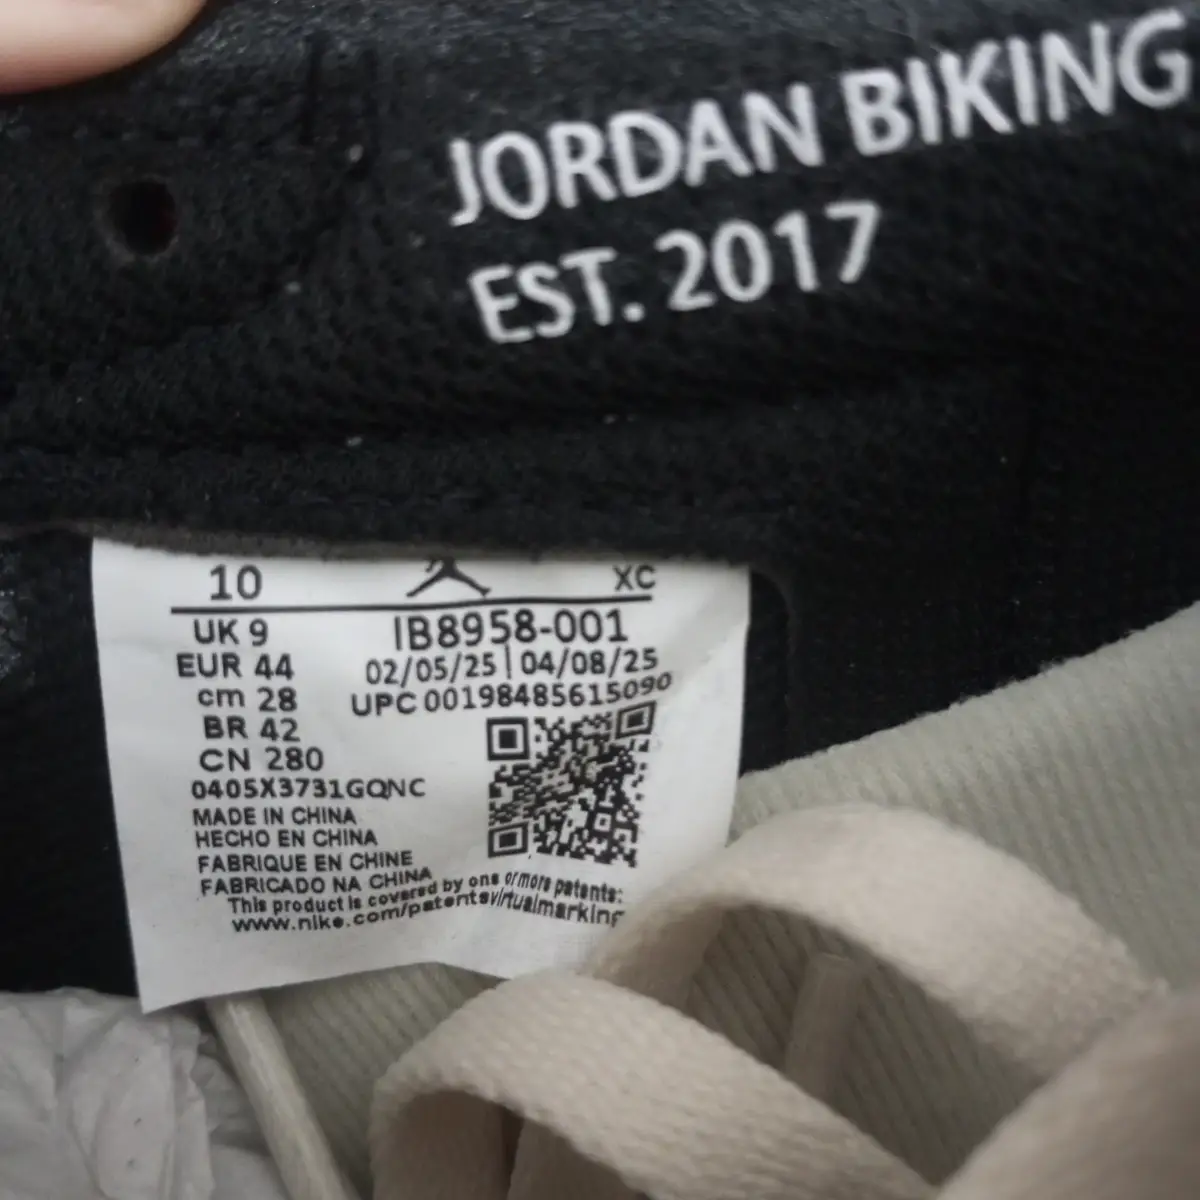 JORDAN BIKING
EST. 2017
10 XC
UK 9 IB8958-001
EUR 44 02/05/25 | 04/08/25
cm 28 UPC 00198485615090
BR 42
CN 280
0405X3731GQNC
MADE IN CHINA
HECHO EN CHINA
FABRIQUE EN CHINE
FABRICADO NA CHINA
This product is covered by one or more patents:
www.nike.com/patentsvirtualmarking